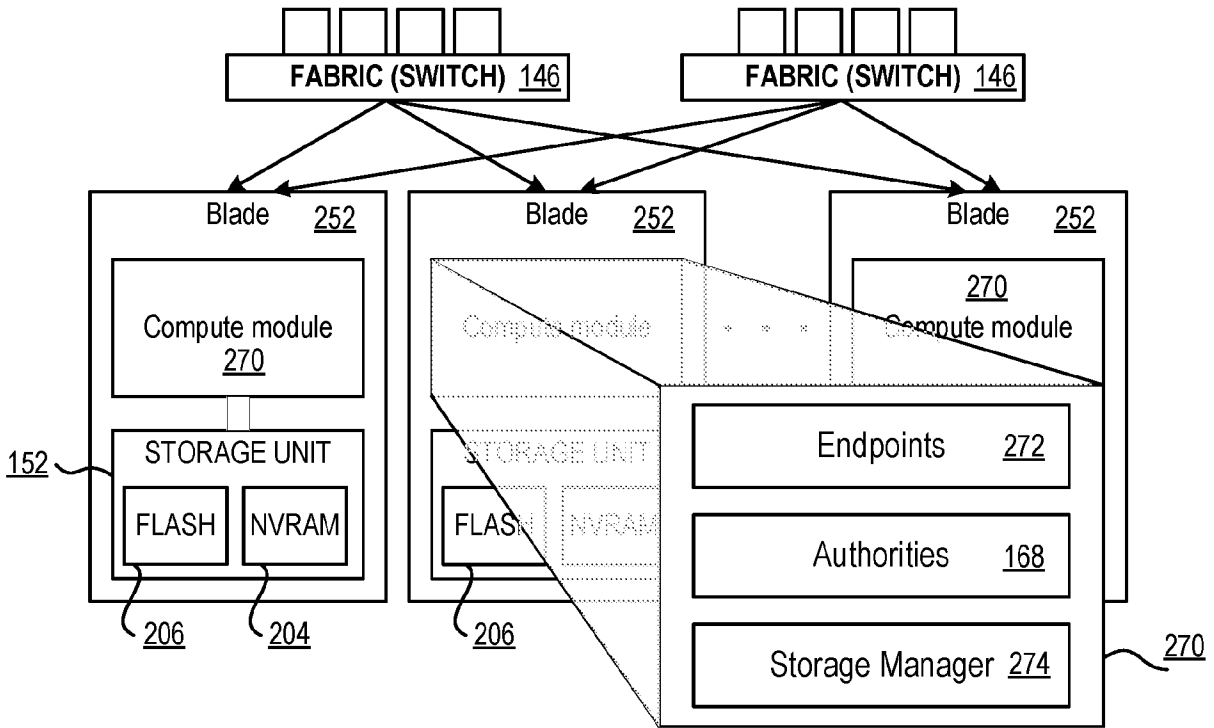 FABRIC (SWITCH) 146
FABRIC (SWITCH) 146
Blade 252
Blade 252
Blade 252
Compute module
270
Compute module
270
Compute module
STORAGE UNIT
152
FLASH
NVRAM
206
204
STORAGE UNIT
FLASH
NVRAM
206
Endpoints 272
Authorities 168
Storage Manager 274
270